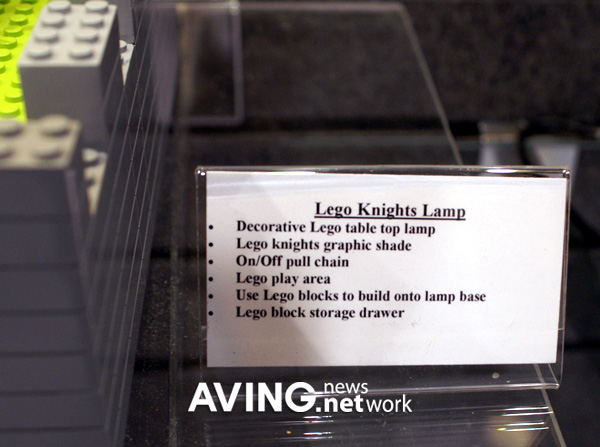 Lego Knights Lamp
• Decorative Lego table top lamp
• Lego knights graphic shade
• On/Off pull chain
• Lego play area
• Use Lego blocks to build onto lamp base
• Lego block storage drawer
AVING news
.network